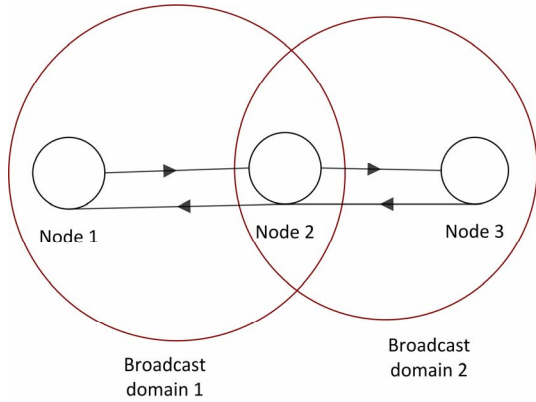 Node 1
Node 2
Node 3
Broadcast
domain 1
Broadcast
domain 2